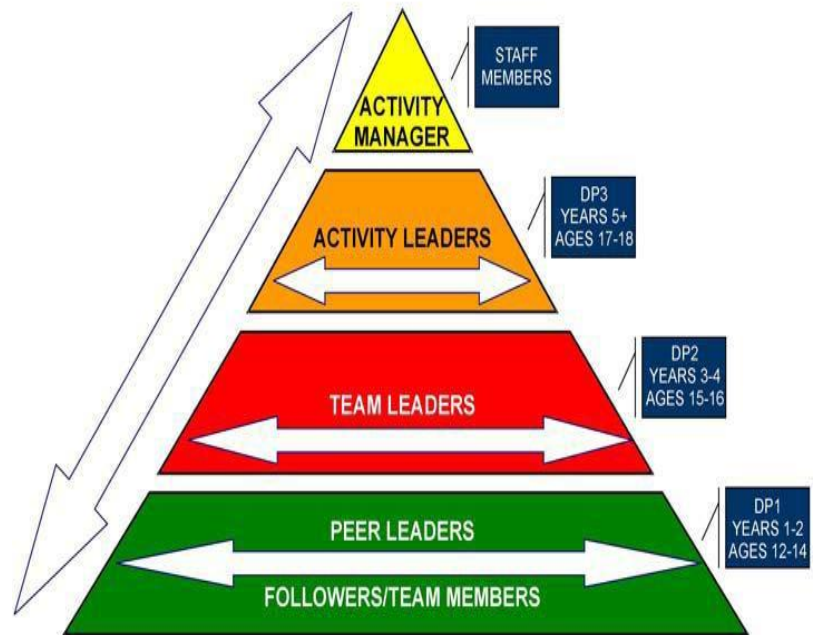 ACTIVITY
MANAGER
STAFF
MEMBERS
ACTIVITY LEADERS
DP3
YEARS 5+
AGES 17-18
TEAM LEADERS
DP2
YEARS 3-4
AGES 15-16
PEER LEADERS
FOLLOWERS/TEAM MEMBERS
DP1
YEARS 1-2
AGES 12-14